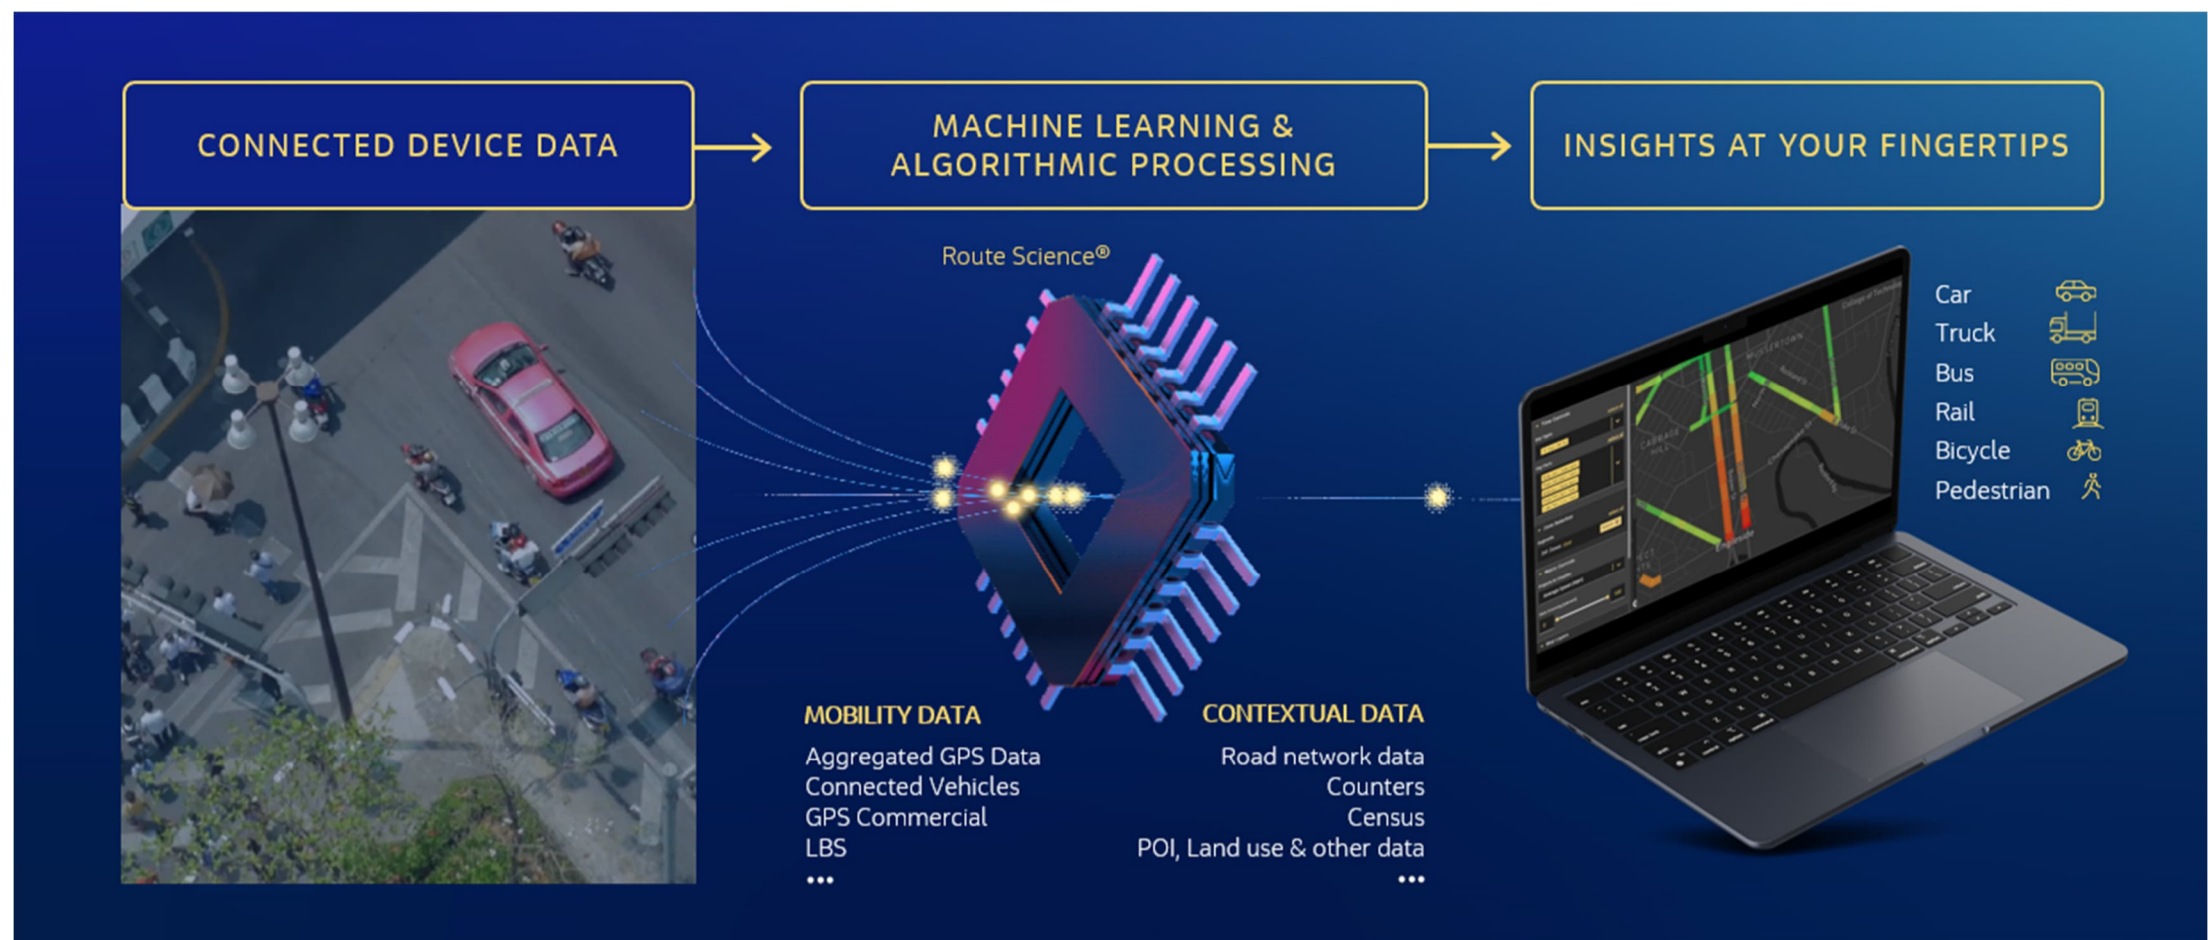 CONNECTED DEVICE DATA
MACHINE LEARNING &
ALGORITHMIC PROCESSING
INSIGHTS AT YOUR FINGERTIPS
Route Science®
Car
Truck
Bus
Rail
Bicycle
Pedestrian
MOBILITY DATA
Aggregated GPS Data
Connected Vehicles
GPS Commercial
LBS
•••
CONTEXTUAL DATA
Road network data
Counters
Census
POI, Land use & other data
•••